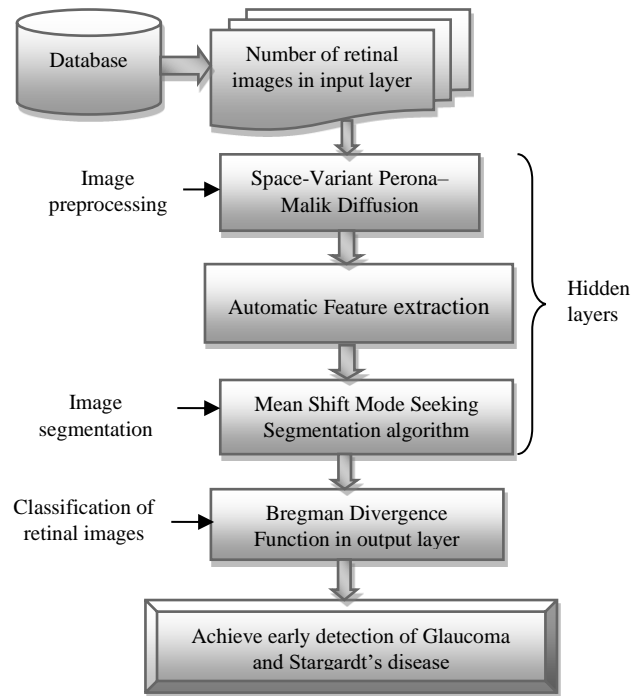 Database
Number of retinal
images in input layer
Image
preprocessing
Space-Variant Perona–
Malik Diffusion
Automatic Feature extraction
Hidden
layers
Image
segmentation
Mean Shift Mode Seeking
Segmentation algorithm
Classification of
retinal images
Bregman Divergence
Function in output layer
Achieve early detection of Glaucoma
and Stargardt's disease